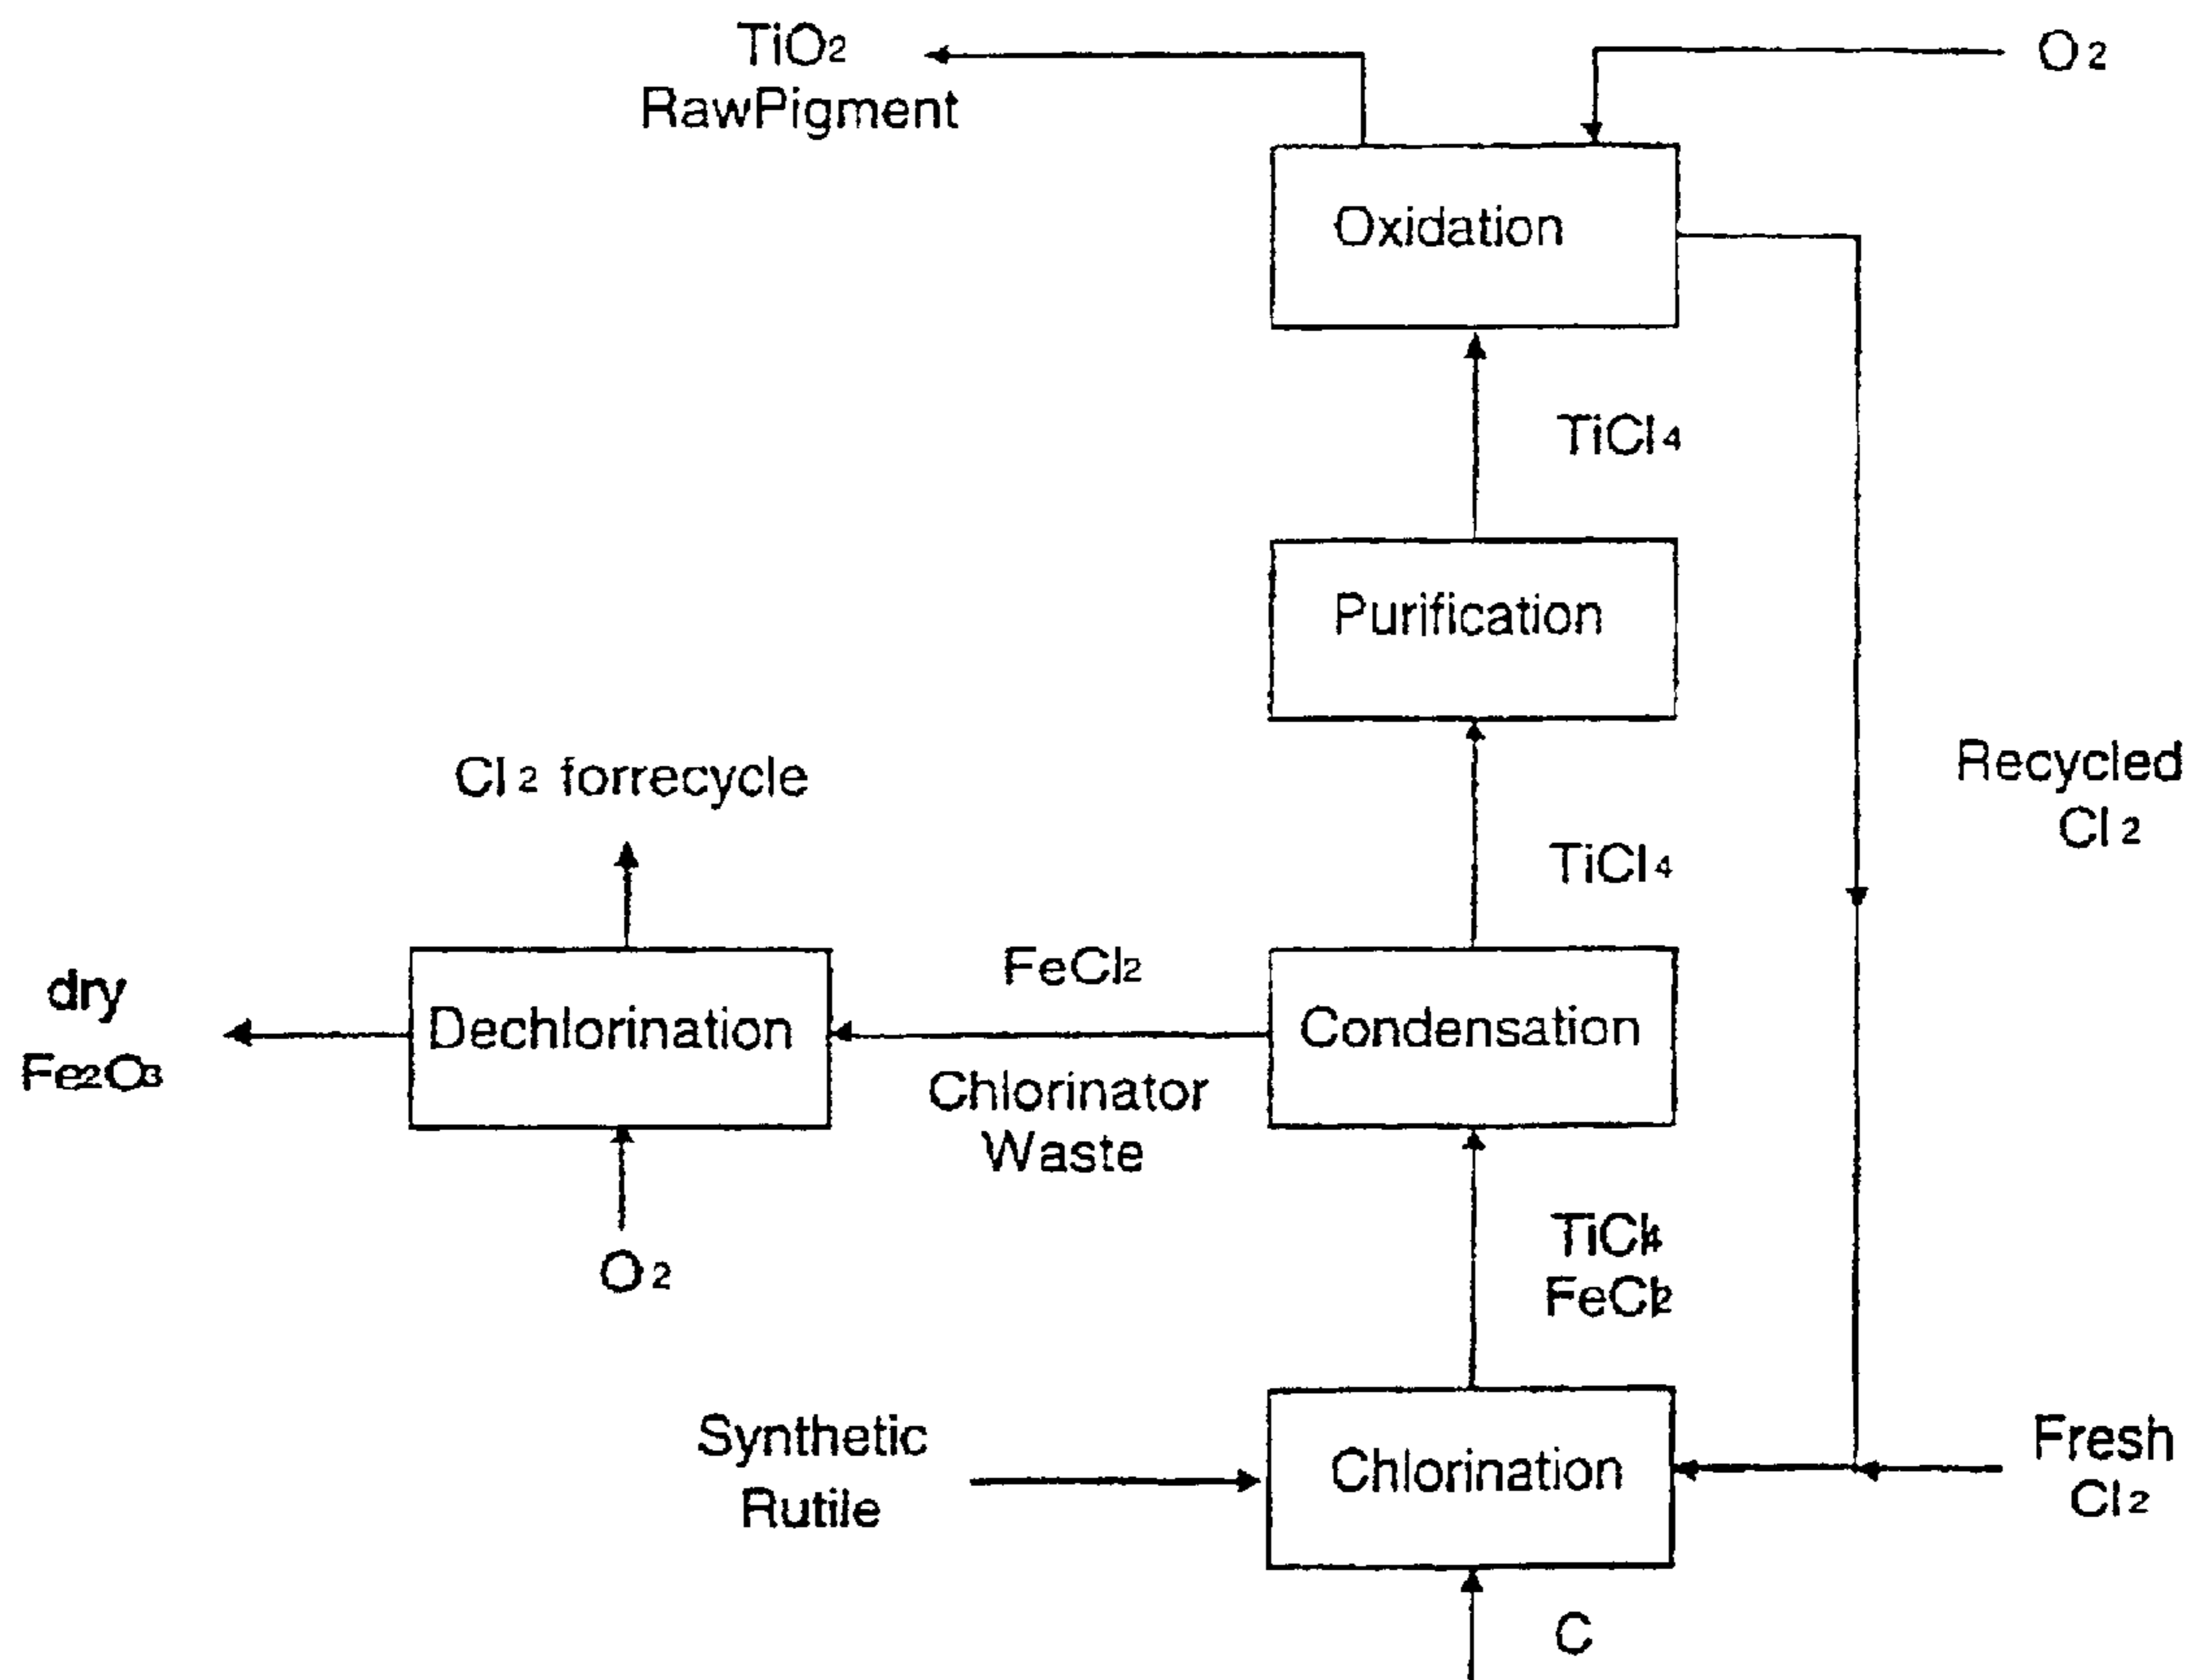 TiO2
RawPigment
O2
Oxidation
TiCl4
Purification
Cl2 forrecycle
Recycled
Cl2
TiCl4
dry
Fe2O3
Dechlorination
FeCl2
Chlorinator
Waste
Condensation
O2
TiCl4
FeCl2
Synthetic
Rutile
Chlorination
Fresh
Cl2
C